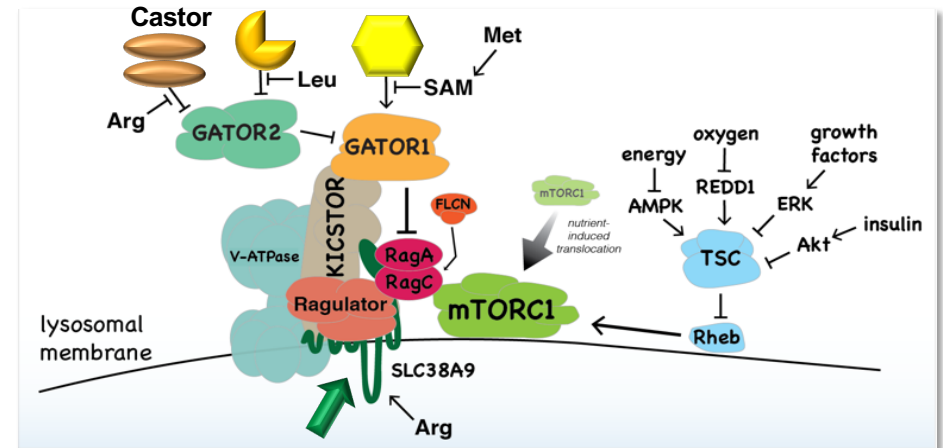 Castor
Met
Leu
SAM
Arg
GATOR2
GATOR1
oxygen
growth
factors
energy
mTORC1
REDD1
FLCN
AMPK
ERK
nutrient-
induced
translocation
insulin
KICSTOR
Akt
V-ATPase
RagA
TSC
RagC
Ragulator
mTORC1
lysosomal
membrane
Rheb
SLC38A9
Arg